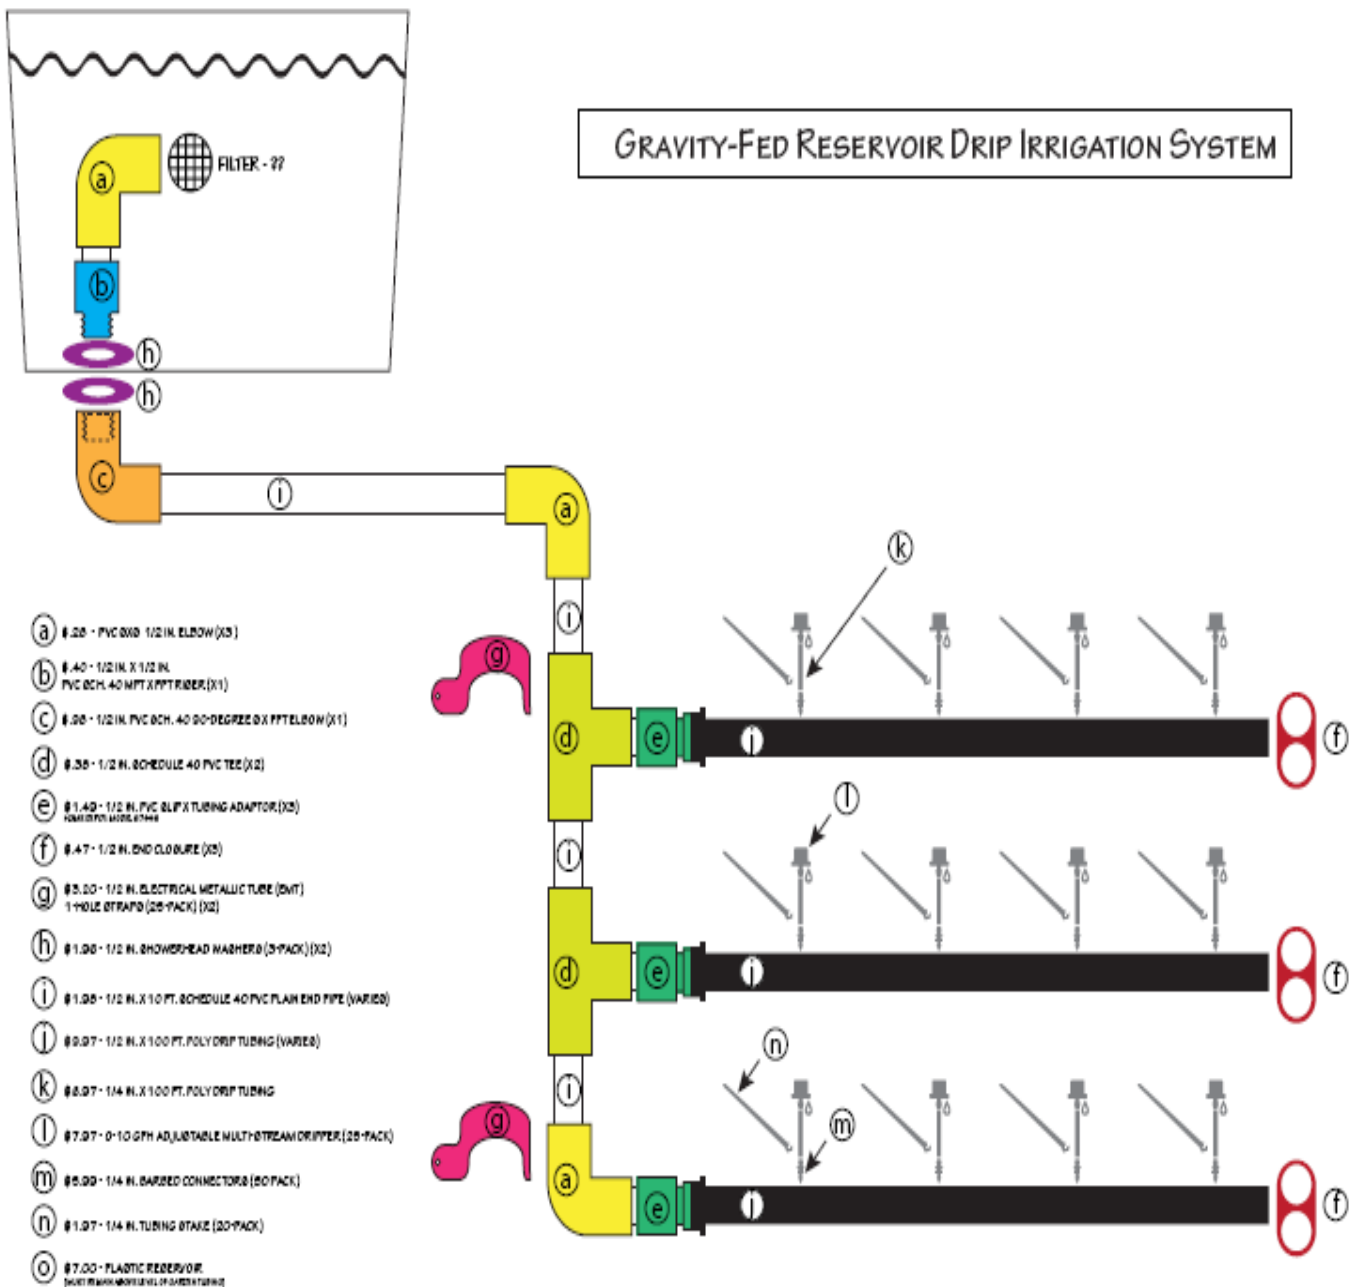 GRAVITY-FED RESERVOIR DRIP IRRIGATION SYSTEM
FILTER - ??
a
b
h
h
c
i
a
k
i
g
d
e
j
f
l
i
d
e
j
f
n
i
m
g
a
e
j
f
a $.28 - PVC SXS 1/2 IN. ELBOW (X3)
b $.40 - 1/2 IN. X 1/2 IN.
PVC SCH. 40 MPT X FPT RISER (X1)
c $.98 - 1/2 IN. PVC SCH. 40 90-DEGREE S X FPT ELBOW (X1)
d $.38 - 1/2 IN. SCHEDULE 40 PVC TEE (X2)
e $1.49 - 1/2 IN. PVC SLIP X TUBING ADAPTOR (X3)
f $.47 - 1/2 IN. END CLOSURE (X3)
g $3.20 - 1/2 IN. ELECTRICAL METALLIC TUBE (EMT)
1-HOLE STRAPS (25-PACK) (X2)
h $1.98 - 1/2 IN. SHOWERHEAD WASHERS (3-PACK) (X2)
i $1.98 - 1/2 IN. X 10 FT. SCHEDULE 40 PVC PLAIN END PIPE (VARIES)
j $9.97 - 1/2 IN. X 100 FT. POLY DRIP TUBING (VARIES)
k $8.97 - 1/4 IN. X 100 FT. POLY DRIP TUBING
l $7.97 - 0-10 GPH ADJUSTABLE MULTI-STREAM DRIPPER (25-PACK)
m $5.99 - 1/4 IN. BARBED CONNECTORS (50 PACK)
n $1.97 - 1/4 IN. TUBING STAKE (20-PACK)
o $7.00 - PLASTIC RESERVOIR
(MUST REMAIN ABOVE LEVEL OF GARDEN TUBING)